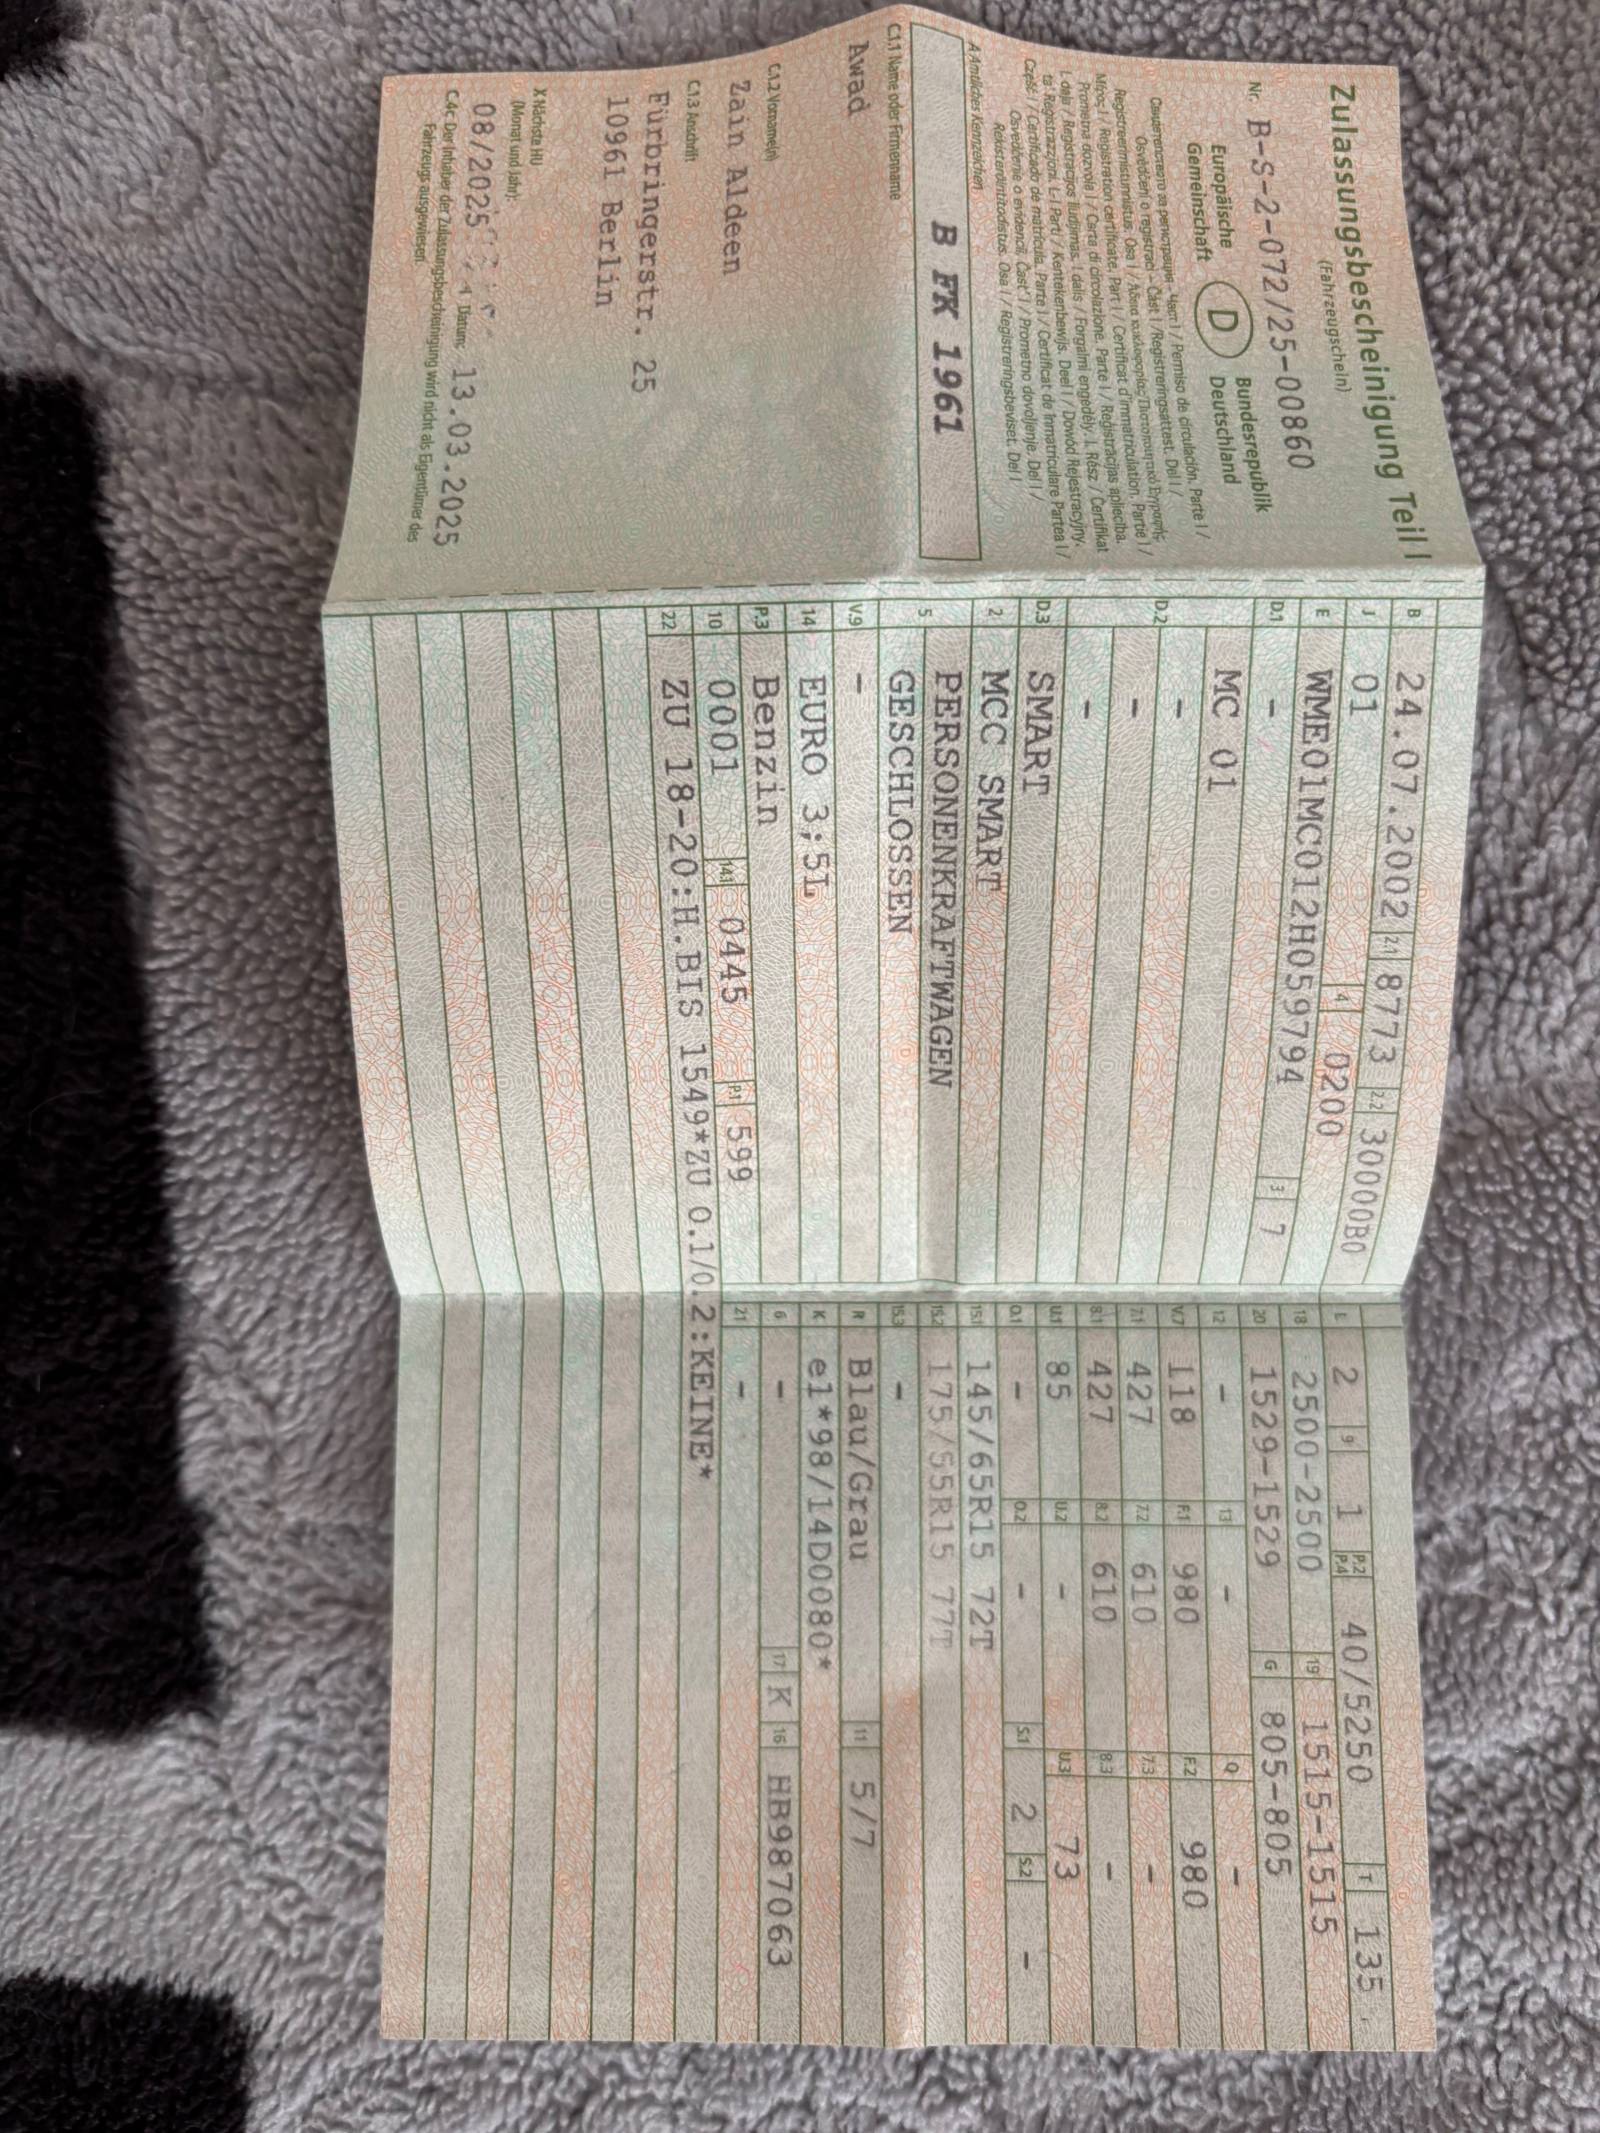 Zulassungsbescheinigung Teil I
(Fahrzeugschein)
Nr. B-S-2-072/25-00860
Europäische Gemeinschaft
D
Bundesrepublik Deutschland
A Amtliches Kennzeichen
B FK 1961
C.1.1 Name oder Firmenname
Awad
C.1.2 Vorname(n)
Zain Aldeen
C.1.3 Anschrift
Fürbringerstr. 25
10961 Berlin
X Nächste HU
(Monat und Jahr):
08/2025
Datum: 13.03.2025
C.4c Der Inhaber der Zulassungsbescheinigung wird nicht als Eigentümer des
Fahrzeugs ausgewiesen.
B 24.07.2002 2.1 8773 2.2 30000B0
J 01 4 0200
E WME01MC012H059794 3 7
D.1 -
MC 01
D.2 -
-
-
D.3 SMART
2 MCC SMART
5 PERSONENKRAFTWAGEN
GESCHLOSSEN
V.9 -
14 EURO 3;5L
P.3 Benzin
10 0001 14.1 0445 P.1 599
22 ZU 18-20:H.BIS 1549*ZU 0.1/0.2:KEINE*
L 2 9 1 P.2 P.4 40/5250 T 135
18 2500-2500 19 1515-1515
20 1529-1529 G 805-805
12 - 13 - Q -
V.7 118 F.1 980 F.2 980
7.1 427 7.2 610 7.3 -
8.1 427 8.2 610 8.3 -
U.1 85 U.2 - U.3 73
O.1 - O.2 - S.1 2 S.2 -
15.1 145/65R15 72T
15.2 175/55R15 77T
15.3 -
R Blau/Grau 11 5/7
K e1*98/14D0080*
6 - 17 K 16 HB987063
21 -